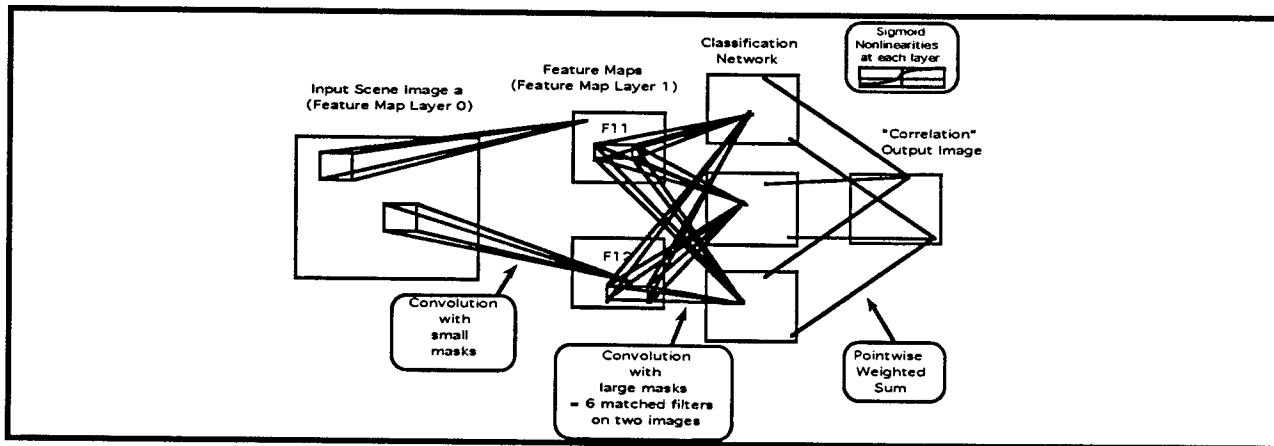 Input Scene Image a
(Feature Map Layer 0)
Feature Maps
(Feature Map Layer 1)
Classification
Network
Sigmoid
Nonlinearities
at each layer
"Correlation"
Output Image
F11
F12
Convolution
with
small
masks
Convolution
with
large masks
= 6 matched filters
on two images
Pointwise
Weighted
Sum